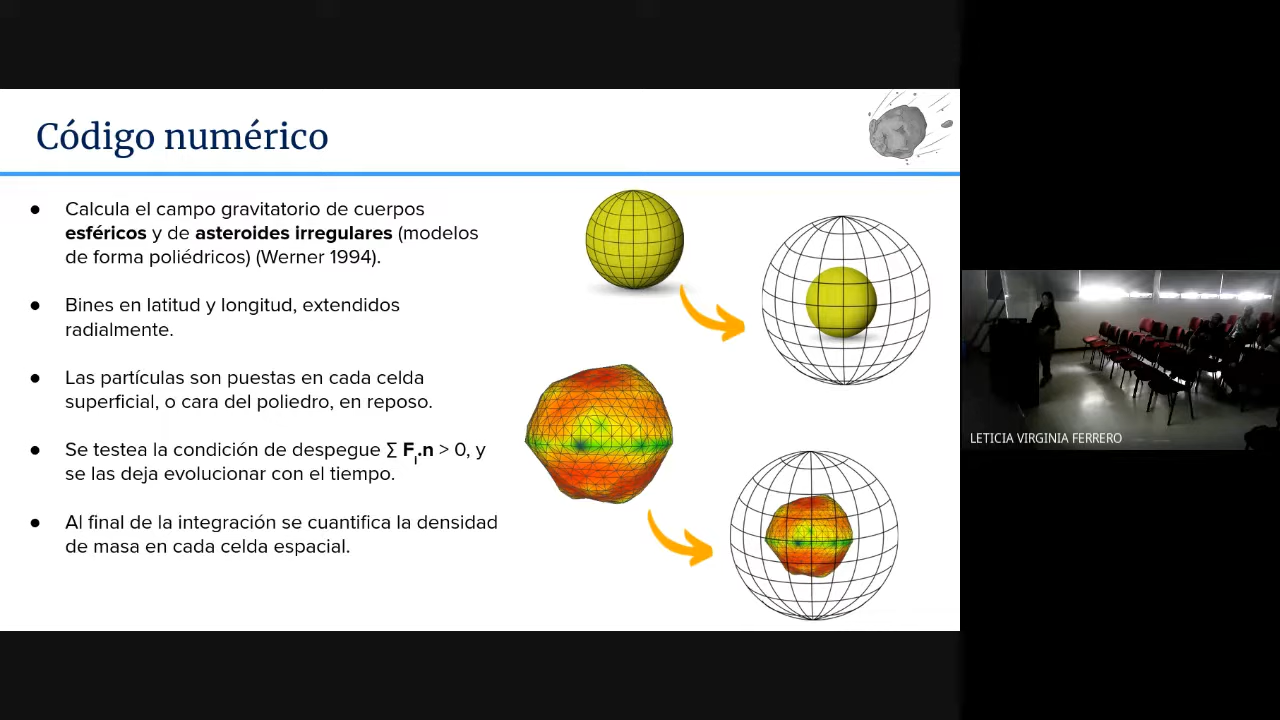 Código numérico
● Calcula el campo gravitatorio de cuerpos
esféricos y de asteroides irregulares (modelos
de forma poliédricos) (Werner 1994).
● Bines en latitud y longitud, extendidos
radialmente.
● Las partículas son puestas en cada celda
superficial, o cara del poliedro, en reposo.
● Se testea la condición de despegue ∑ Fᵢ.n > 0, y
se las deja evolucionar con el tiempo.
● Al final de la integración se cuantifica la densidad
de masa en cada celda espacial.
LETICIA VIRGINIA FERRERO